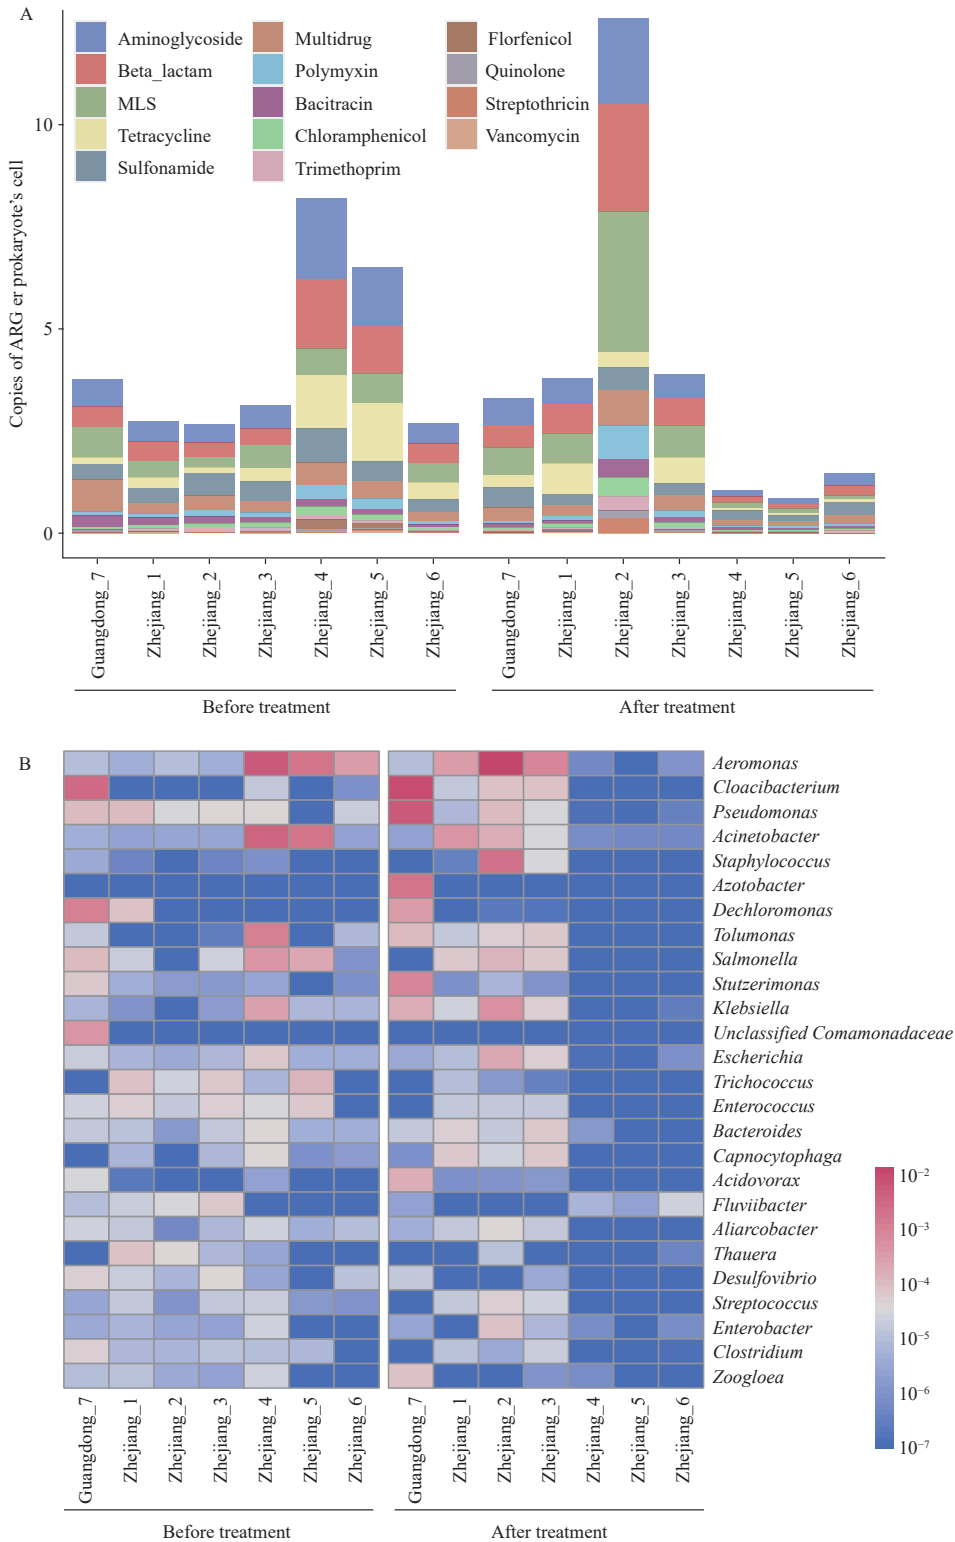 A
Aminoglycoside
Beta_lactam
MLS
Tetracycline
Sulfonamide
Multidrug
Polymyxin
Bacitracin
Chloramphenicol
Trimethoprim
Florfenicol
Quinolone
Streptothricin
Vancomycin
Copies of ARG er prokaryote's cell
10
5
0
Guangdong_7
Zhejiang_1
Zhejiang_2
Zhejiang_3
Zhejiang_4
Zhejiang_5
Zhejiang_6
Guangdong_7
Zhejiang_1
Zhejiang_2
Zhejiang_3
Zhejiang_4
Zhejiang_5
Zhejiang_6
Before treatment
After treatment
B
Aeromonas
Cloacibacterium
Pseudomonas
Acinetobacter
Staphylococcus
Azotobacter
Dechloromonas
Tolumonas
Salmonella
Stutzerimonas
Klebsiella
Unclassified Comamonadaceae
Escherichia
Trichococcus
Enterococcus
Bacteroides
Capnocytophaga
Acidovorax
Fluviibacter
Aliarcobacter
Thauera
Desulfovibrio
Streptococcus
Enterobacter
Clostridium
Zoogloea
10⁻²
10⁻³
10⁻⁴
10⁻⁵
10⁻⁶
10⁻⁷
Guangdong_7
Zhejiang_1
Zhejiang_2
Zhejiang_3
Zhejiang_4
Zhejiang_5
Zhejiang_6
Guangdong_7
Zhejiang_1
Zhejiang_2
Zhejiang_3
Zhejiang_4
Zhejiang_5
Zhejiang_6
Before treatment
After treatment